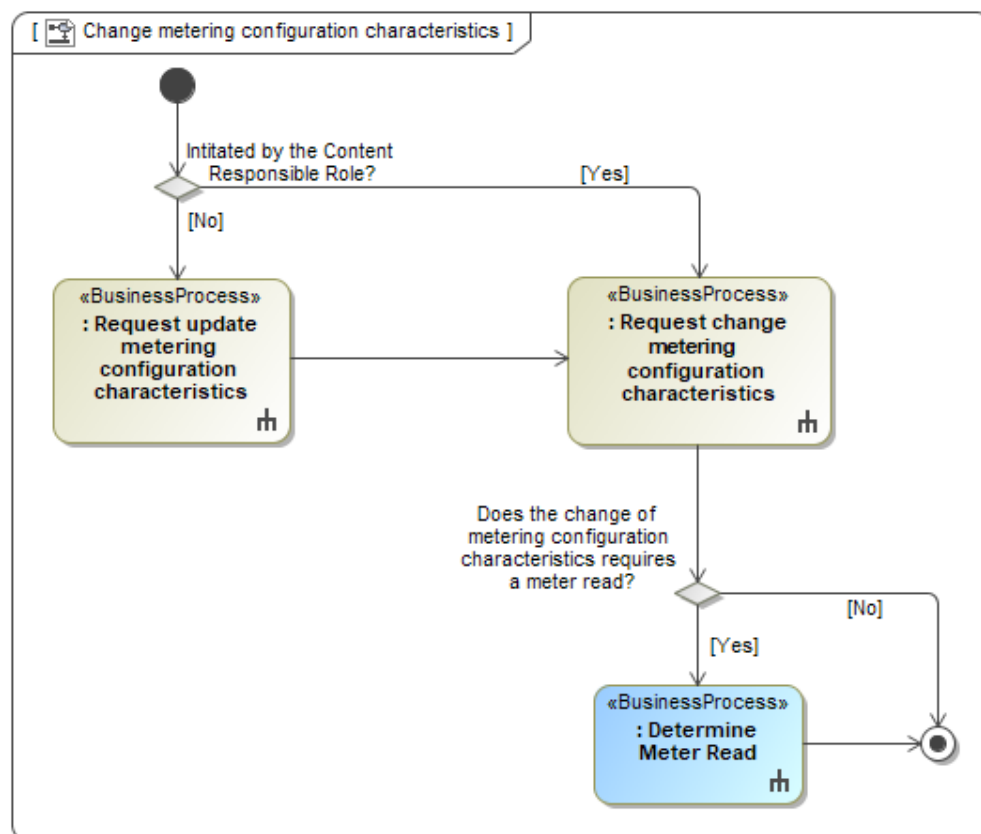 [ Change metering configuration characteristics ]
Intitated by the Content
Responsible Role?
[Yes]
[No]
«BusinessProcess»
: Request update
metering
configuration
characteristics
«BusinessProcess»
: Request change
metering
configuration
characteristics
Does the change of
metering configuration
characteristics requires
a meter read?
[No]
[Yes]
«BusinessProcess»
: Determine
Meter Read